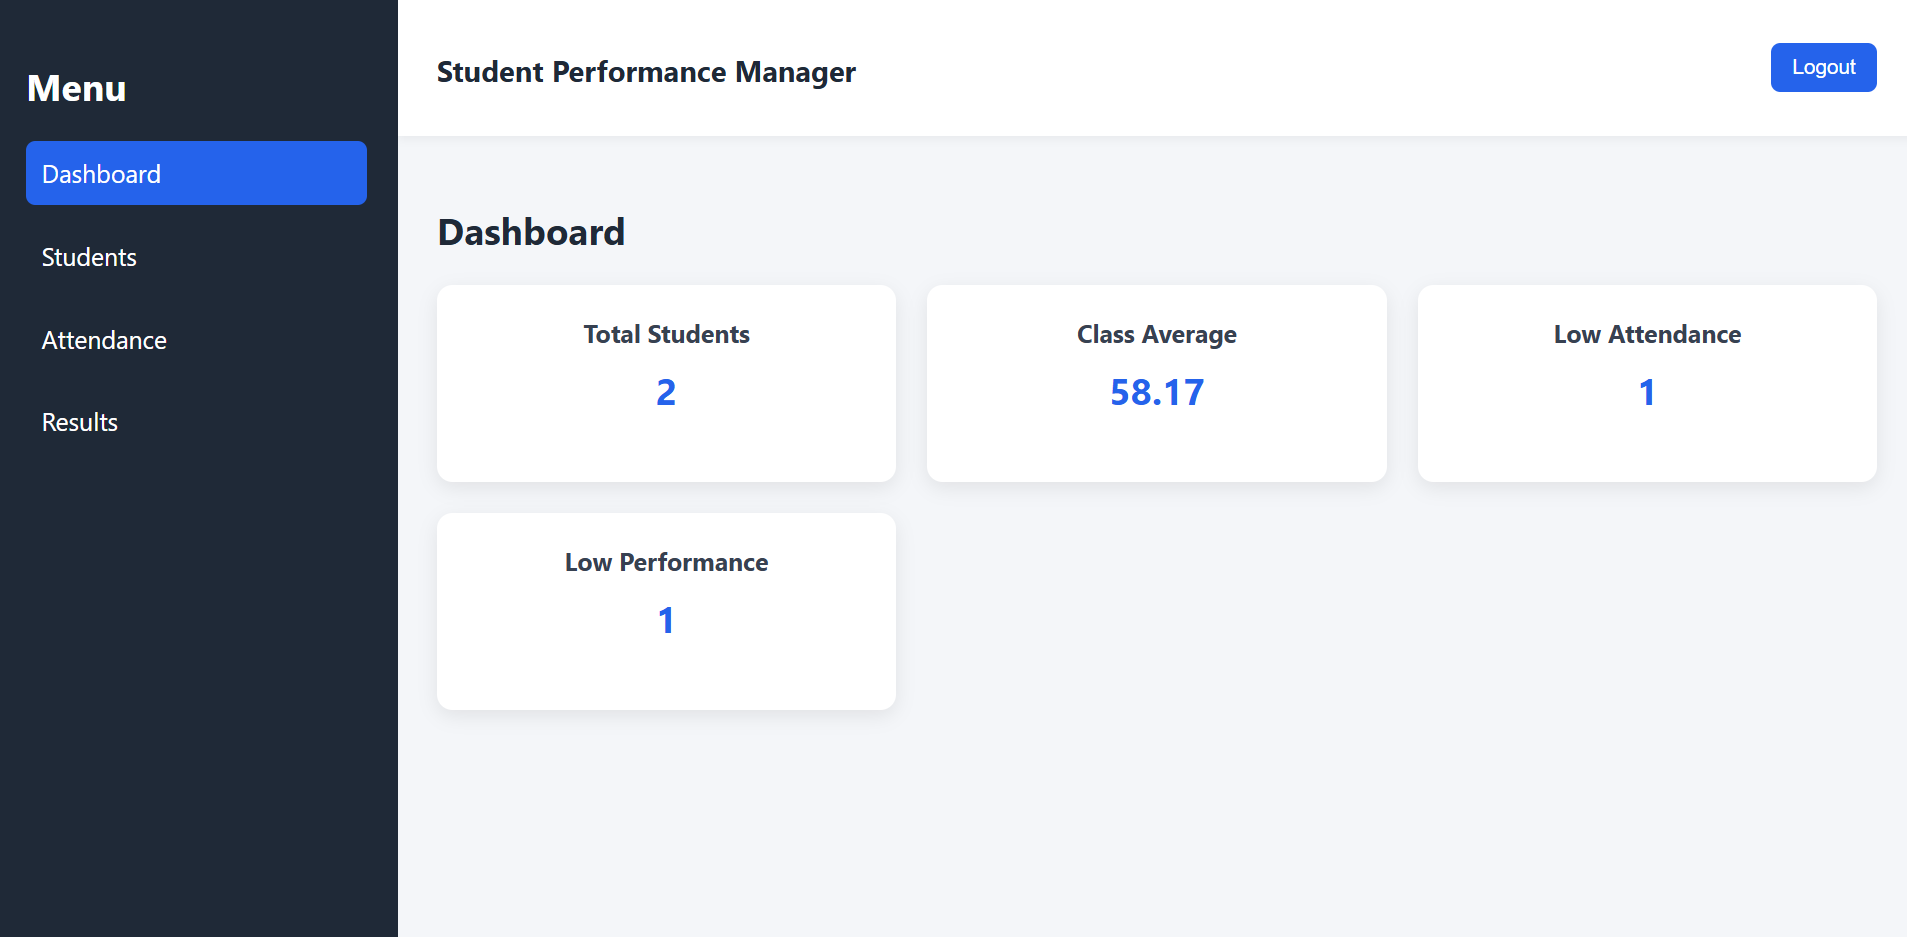 Menu
Dashboard
Students
Attendance
Results
Student Performance Manager
Logout
Dashboard
Total Students
2
Class Average
58.17
Low Attendance
1
Low Performance
1